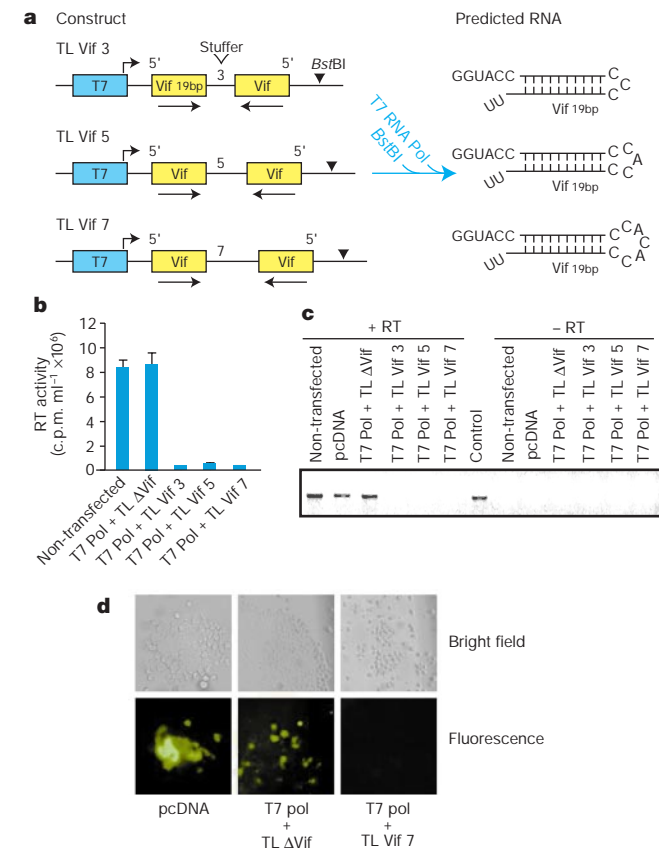 a Construct Predicted RNA
TL Vif 3
5' Stuffer 5'
T7 Vif 19bp 3 Vif BstBI
GGUACC C C C
UU Vif 19bp
TL Vif 5
5' 5 5'
T7 Vif Vif
T7 RNA Pol
BstBI
GGUACC C C A C C
UU Vif 19bp
TL Vif 7
5' 7 5'
T7 Vif Vif
GGUACC C C A C A C C
UU Vif 19bp
b
RT activity
(c.p.m. ml⁻¹ ×10⁶)
12
10
8
6
4
2
0
Non-transfected
T7 Pol + TL ΔVif
T7 Pol + TL Vif 3
T7 Pol + TL Vif 5
T7 Pol + TL Vif 7
c
+ RT – RT
Non-transfected
pcDNA
T7 Pol + TL ΔVif
T7 Pol + TL Vif 3
T7 Pol + TL Vif 5
T7 Pol + TL Vif 7
Control
Non-transfected
pcDNA
T7 Pol + TL ΔVif
T7 Pol + TL Vif 3
T7 Pol + TL Vif 5
T7 Pol + TL Vif 7
d
Bright field
Fluorescence
pcDNA
T7 pol
+
TL ΔVif
T7 pol
+
TL Vif 7